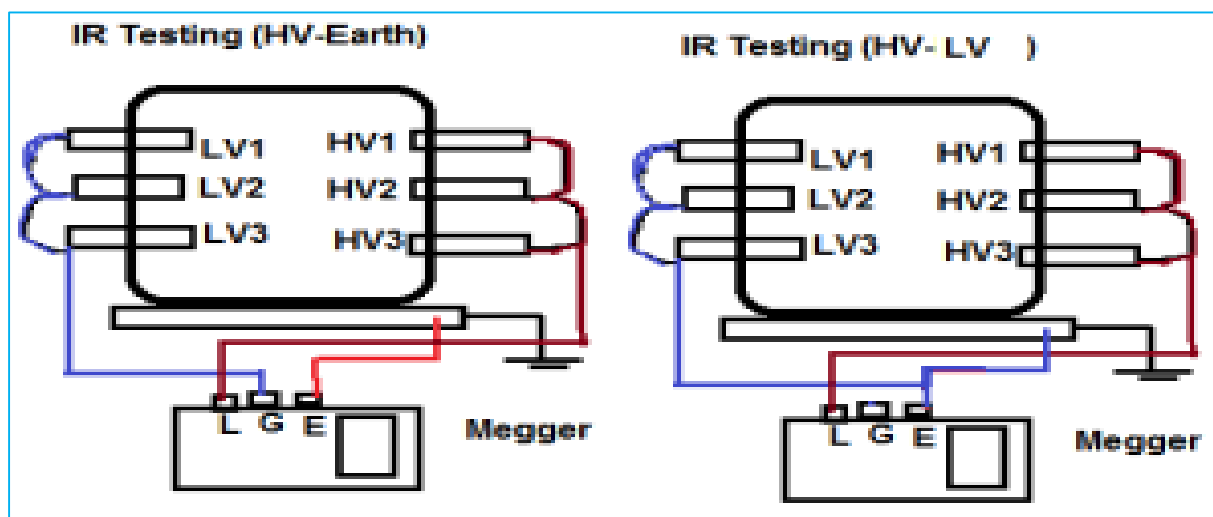 IR Testing (HV-Earth)
LV1 HV1
LV2 HV2
LV3 HV3
L G E
Megger
IR Testing (HV- LV )
LV1 HV1
LV2 HV2
LV3 HV3
L G E
Megger